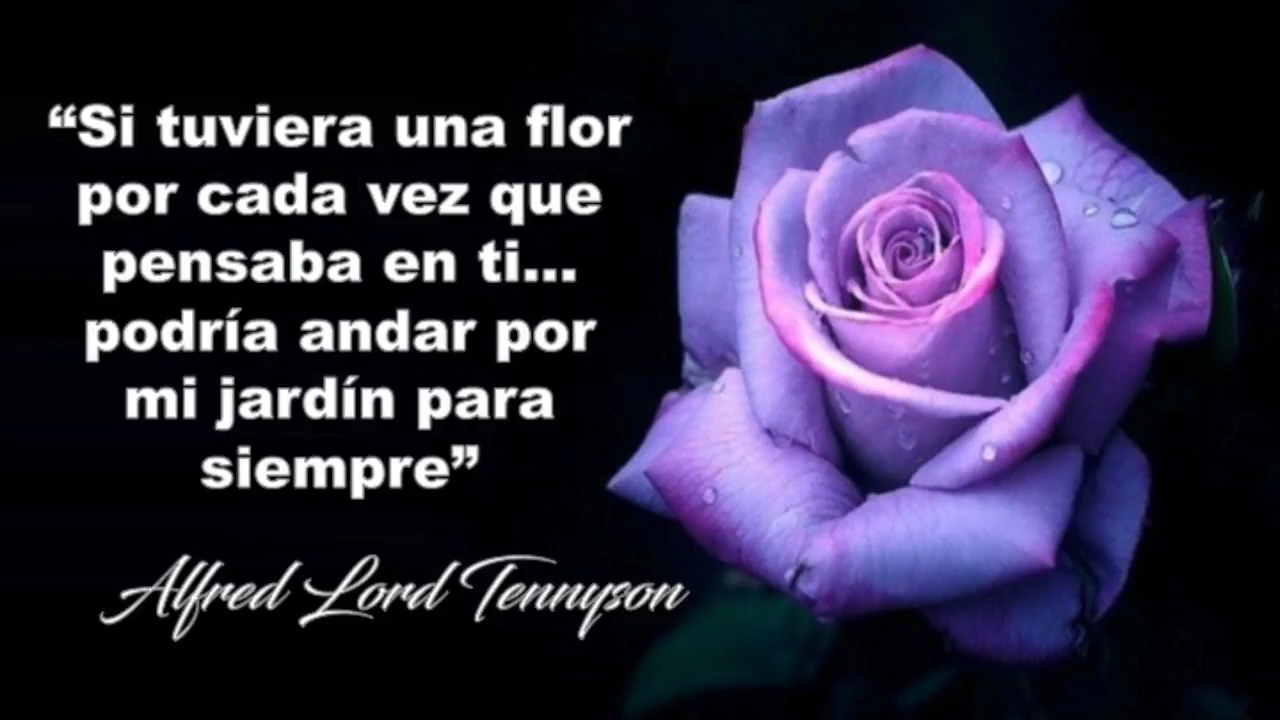 “Si tuviera una flor
por cada vez que
pensaba en ti...
podría andar por
mi jardín para
siempre”
Alfred Lord Tennyson